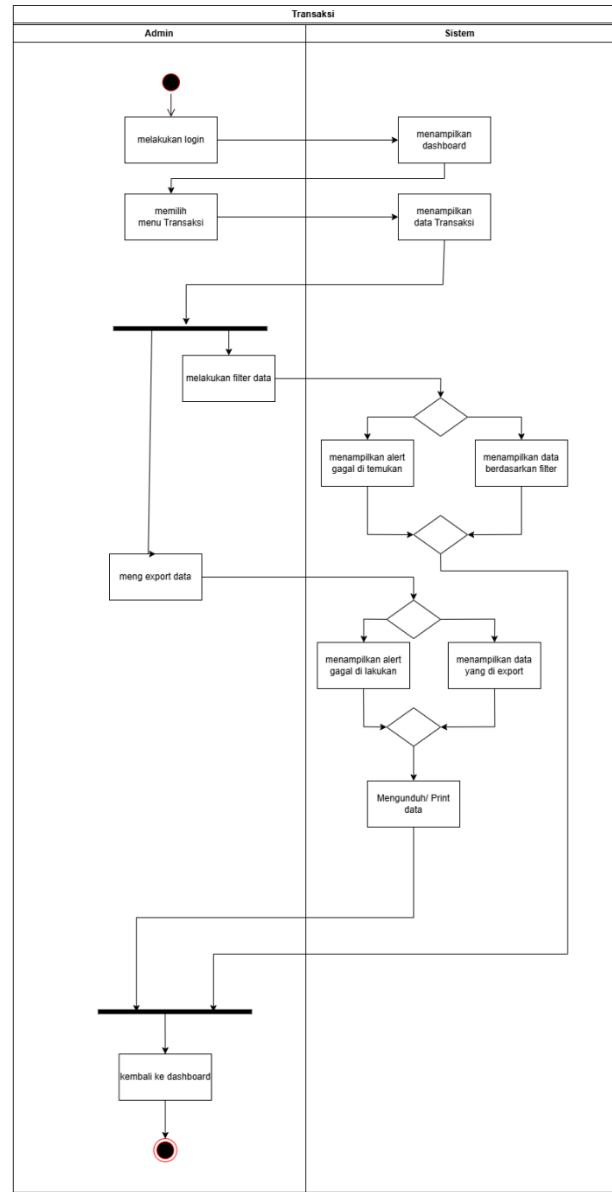 Transaksi
Admin
Sistem
melakukan login
menampilkan
dashboard
memilih
menu Transaksi
menampilkan
data Transaksi
melakukan filter data
menampilkan alert
gagal di temukan
menampilkan data
berdasarkan filter
meng export data
menampilkan alert
gagal di lakukan
menampilkan data
yang di export
Mengunduh/ Print
data
kembali ke dashboard